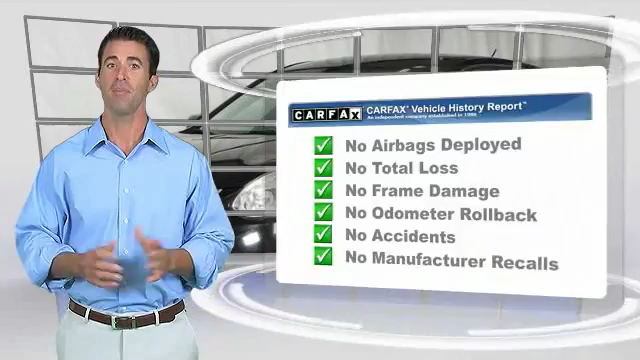 CARFAX CARFAX Vehicle History Report™
An independent company established in 1986
No Airbags Deployed
No Total Loss
No Frame Damage
No Odometer Rollback
No Accidents
No Manufacturer Recalls